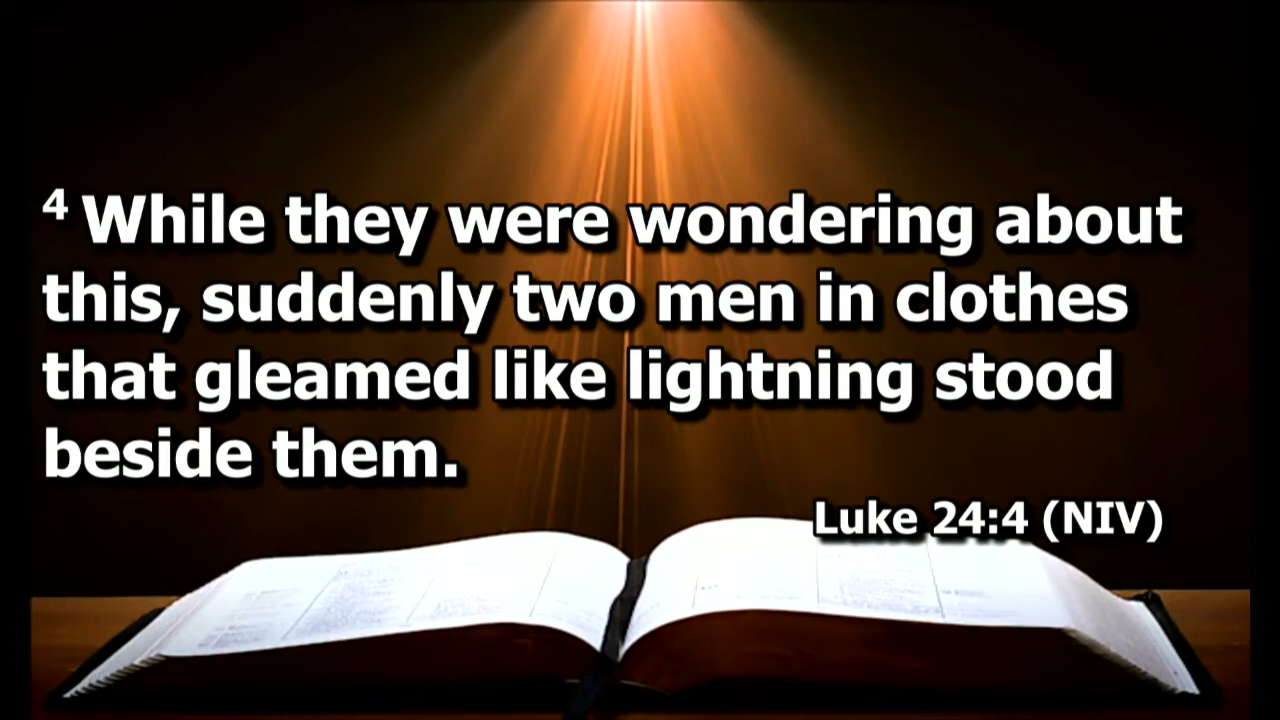 4 While they were wondering about
this, suddenly two men in clothes
that gleamed like lightning stood
beside them.
Luke 24:4 (NIV)